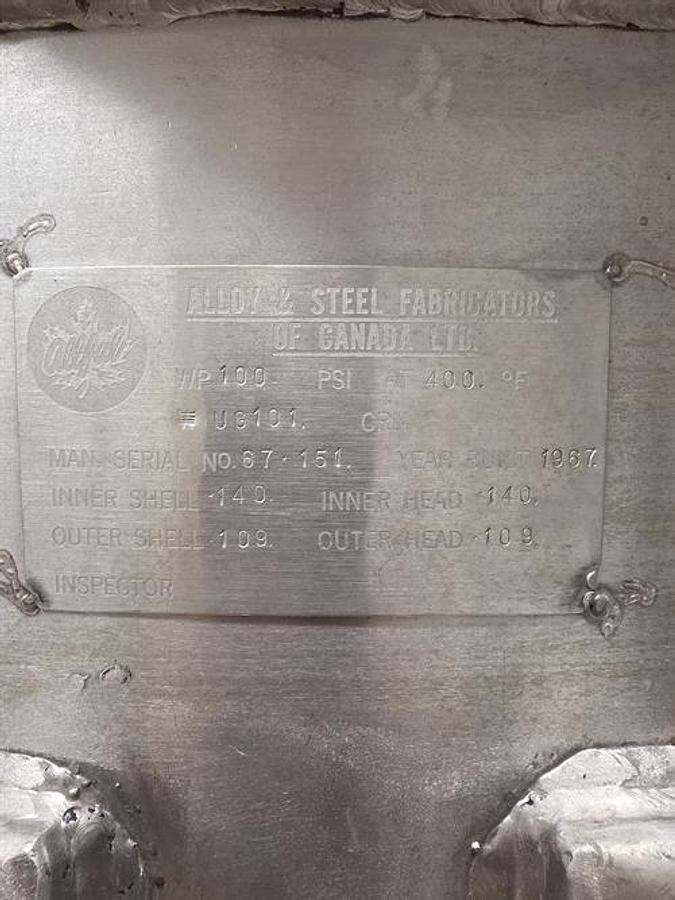 ALLOY & STEEL FABRICATORS
OF CANADA LTD.
WP 100 PSI AT 400. °F
UG101. CRN
MAN. SERIAL NO. 67-151. YEAR BUILT 1967.
INNER SHELL .140. INNER HEAD .140.
OUTER SHELL .109. OUTER HEAD .109.
INSPECTOR